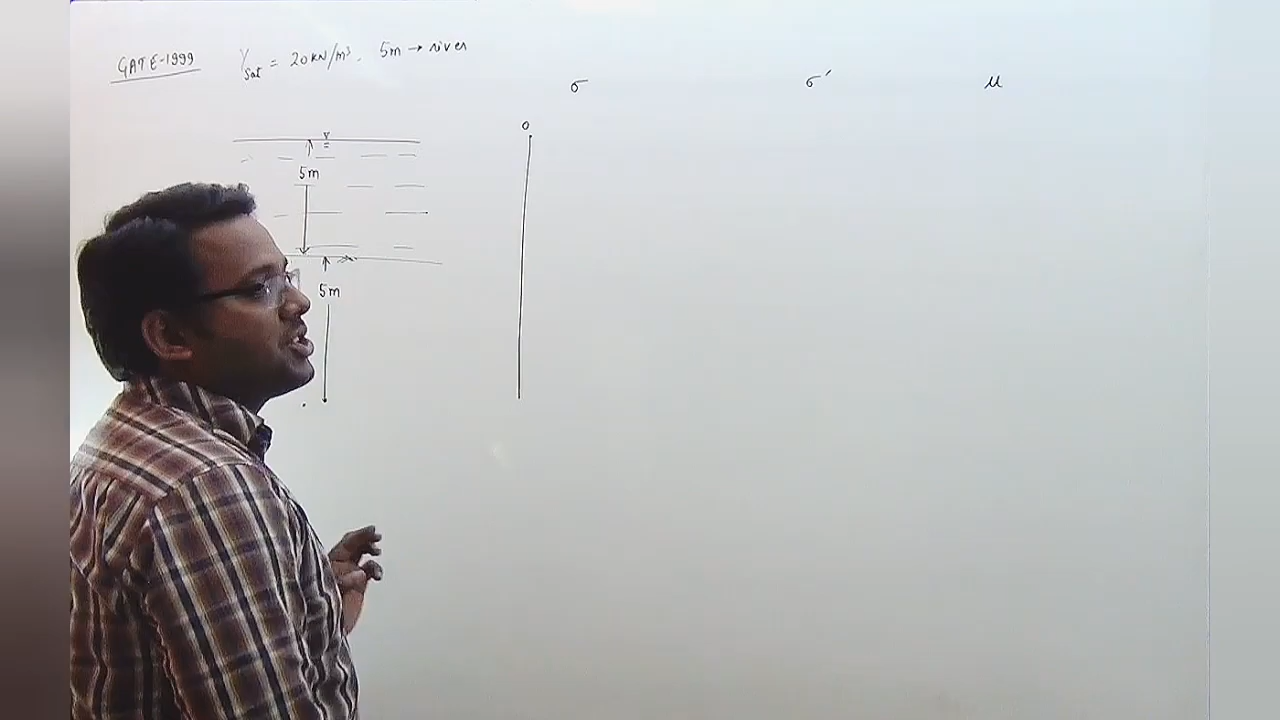 GATE-1999 γsat = 20 KN/m³. 5m → river
σ σ′ μ
0
5m
5m